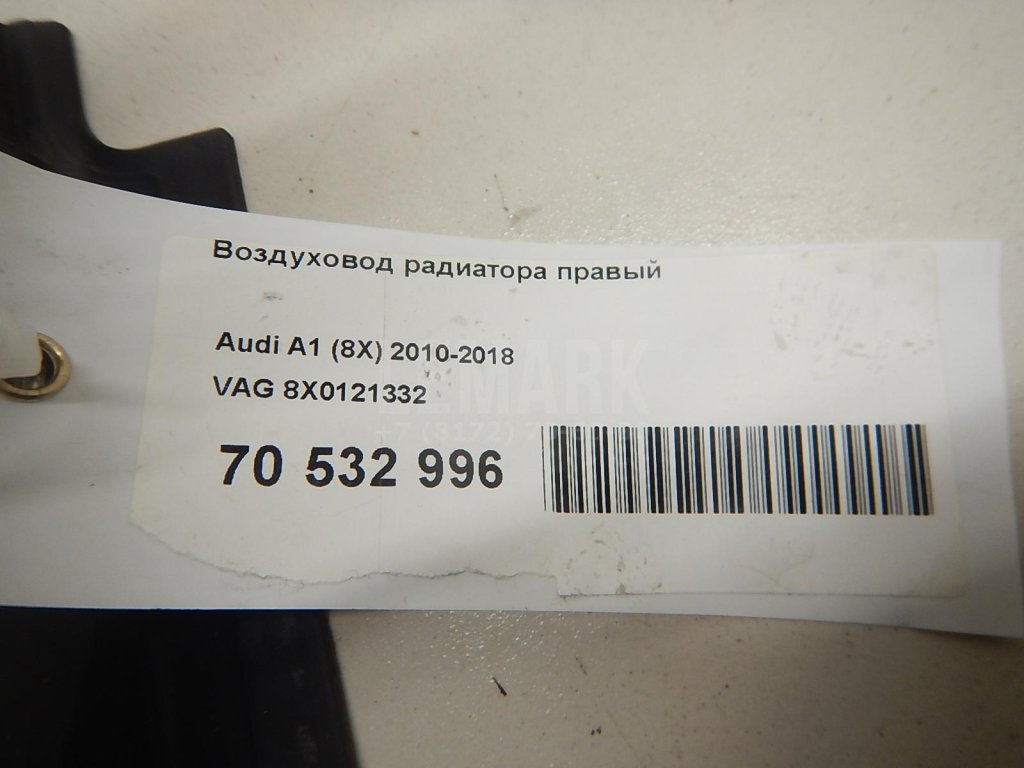 Воздуховод радиатора правый
Audi A1 (8X) 2010-2018
VAG 8X0121332
70 532 996